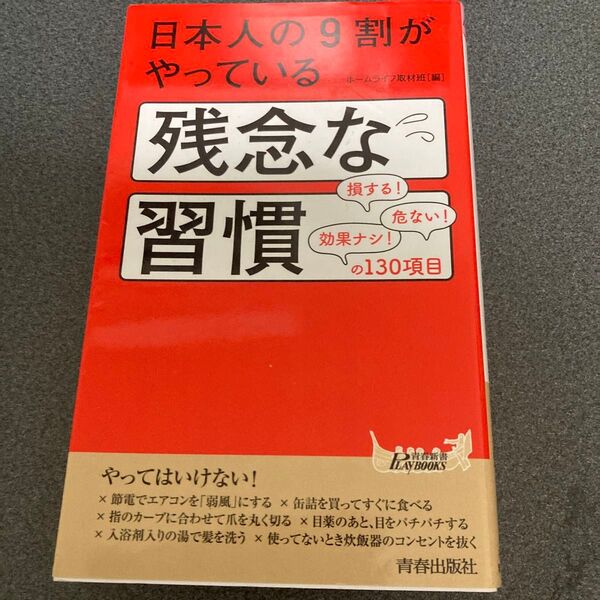 日本人の9割が
やっている
ホームライフ取材班[編]
残念な
習慣
損する!
危ない!
効果ナシ!
の130項目
青春新書
PLAYBOOKS
やってはいけない!
×節電でエアコンを「弱風」にする ×缶詰を買ってすぐに食べる
×指のカーブに合わせて爪を丸く切る ×目薬のあと、目をパチパチする
×入浴剤入りの湯で髪を洗う ×使ってないとき炊飯器のコンセントを抜く
青春出版社